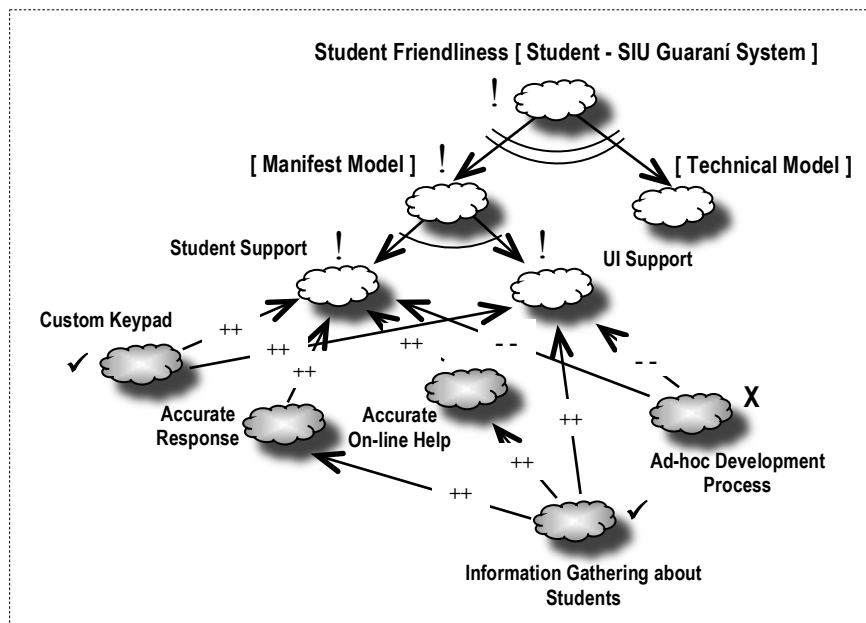 Student Friendliness [ Student - SIU Guaraní System ]
!
[ Manifest Model ]
!
[ Technical Model ]
Student Support
!
!
UI Support
Custom Keypad
✓
++
++
++
++
- -
- -
Accurate
Response
Accurate
On-line Help
++
X
Ad-hoc Development
Process
++
++
✓
Information Gathering about
Students